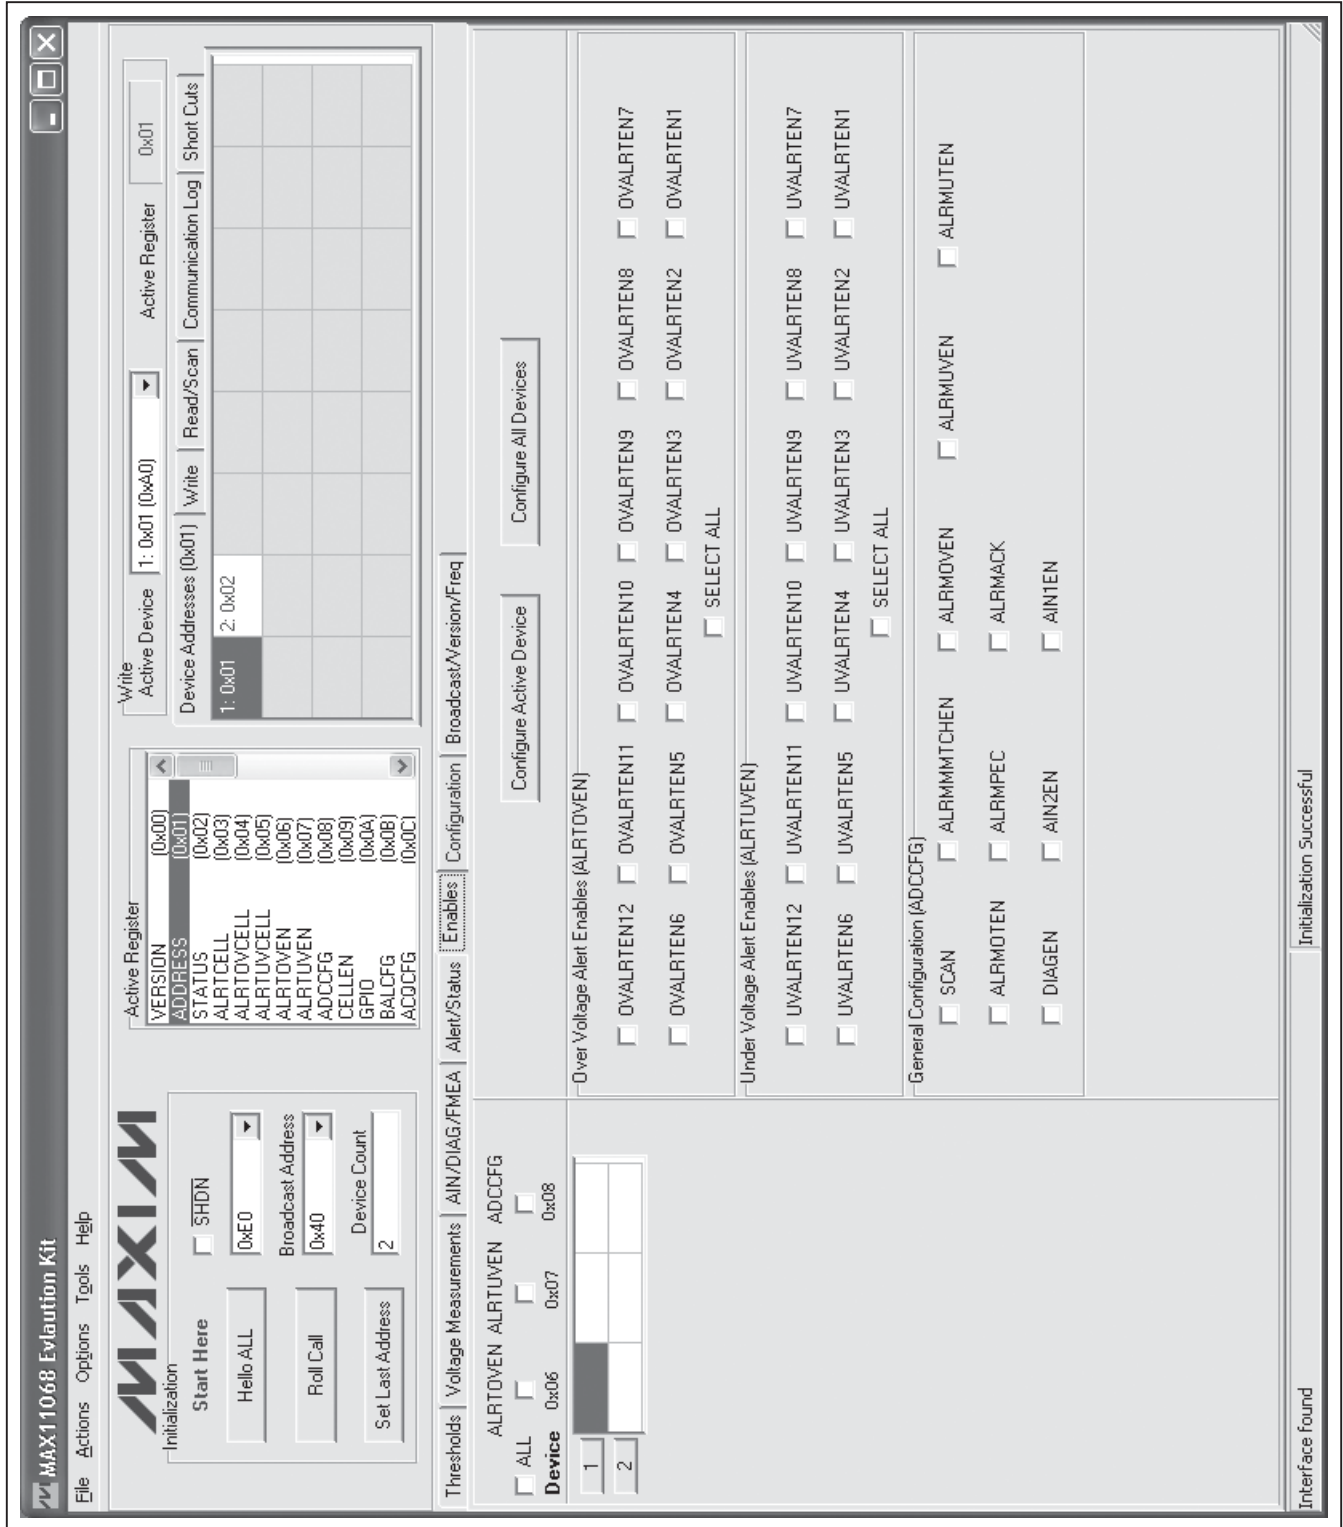 MAX11068 Evlaution Kit
File Actions Options Tools Help
MAXIM
Initialization
Start Here
SHDN
Hello ALL
0xE0
Broadcast Address
Roll Call
0x40
Device Count
Set Last Address
2
Active Register
VERSION (0x00)
ADDRESS (0x01)
STATUS (0x02)
ALRTCELL (0x03)
ALRTOVCELL (0x04)
ALRTUVCELL (0x05)
ALRTOVEN (0x06)
ALRTUVEN (0x07)
ADCCFG (0x08)
CELLEN (0x09)
GPIO (0x0A)
BALCFG (0x0B)
ACQCFG (0x0C)
Write
Active Device 1: 0x01 (0xA0) Active Register 0x01
Device Addresses (0x01) Write Read/Scan Communication Log Short Cuts
1: 0x01 2: 0x02
Thresholds Voltage Measurements AIN/DIAG/FMEA Alert/Status Enables Configuration Broadcast/Version/Freq
ALRTOVEN ALRTUVEN ADCCFG
ALL
Device 0x06 0x07 0x08
1
2
Configure Active Device Configure All Devices
Over Voltage Alert Enables (ALRTOVEN)
OVALRTEN12 OVALRTEN11 OVALRTEN10 OVALRTEN9 OVALRTEN8 OVALRTEN7
OVALRTEN6 OVALRTEN5 OVALRTEN4 OVALRTEN3 OVALRTEN2 OVALRTEN1
SELECT ALL
Under Voltage Alert Enables (ALRTUVEN)
UVALRTEN12 UVALRTEN11 UVALRTEN10 UVALRTEN9 UVALRTEN8 UVALRTEN7
UVALRTEN6 UVALRTEN5 UVALRTEN4 UVALRTEN3 UVALRTEN2 UVALRTEN1
SELECT ALL
General Configuration (ADCCFG)
SCAN ALRMMMTCHEN ALRMOVEN ALRMUVEN ALRMUTEN
ALRMOTEN ALRMPEC ALRMACK
DIAGEN AIN2EN AIN1EN
Interface Found Initialization Successful